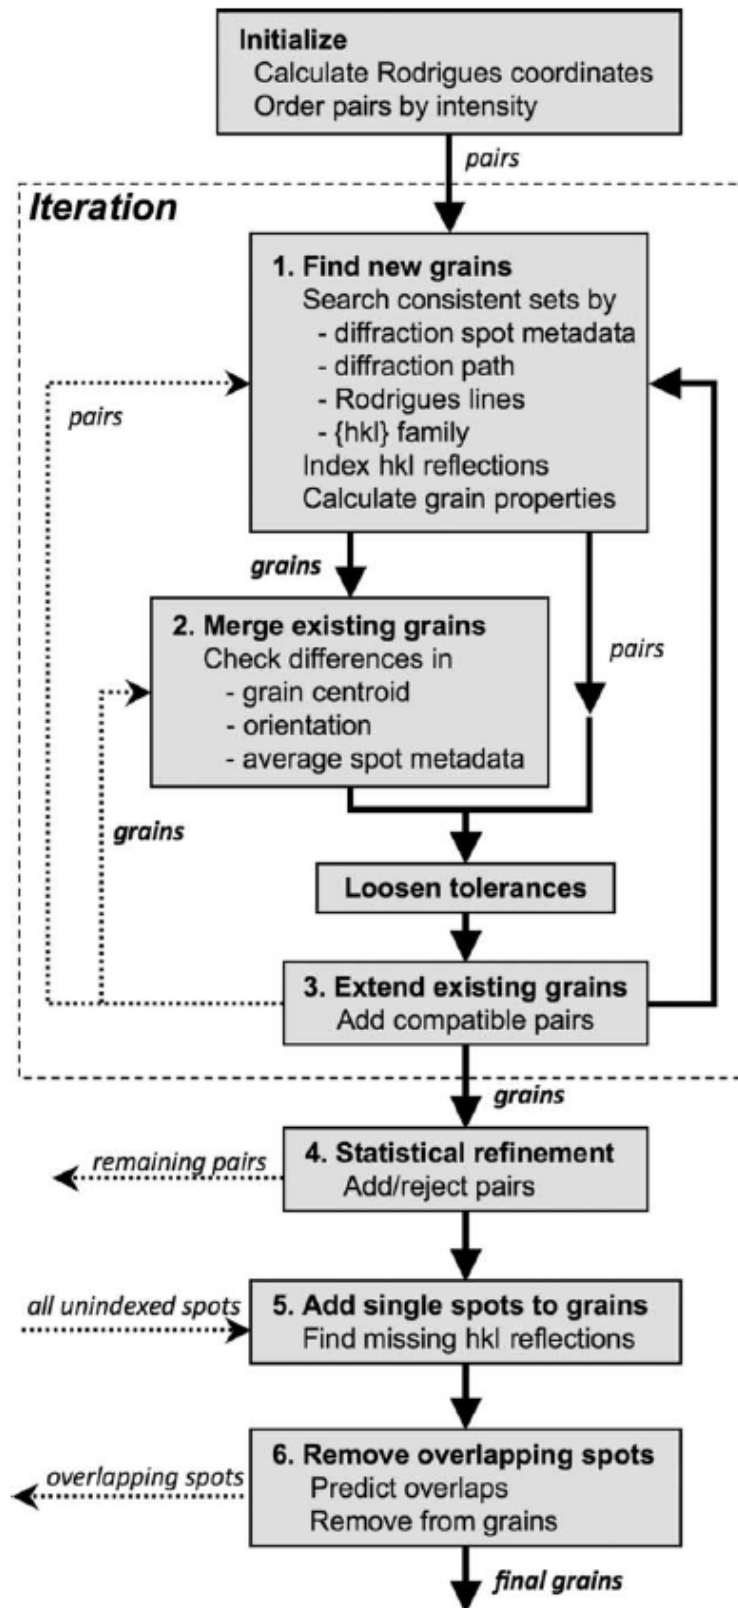 Initialize
Calculate Rodrigues coordinates
Order pairs by intensity
pairs
Iteration
1. Find new grains
Search consistent sets by
- diffraction spot metadata
- diffraction path
- Rodrigues lines
- {hkl} family
Index hkl reflections
Calculate grain properties
pairs
grains
pairs
2. Merge existing grains
Check differences in
- grain centroid
- orientation
- average spot metadata
grains
Loosen tolerances
3. Extend existing grains
Add compatible pairs
grains
4. Statistical refinement
Add/reject pairs
remaining pairs
all unindexed spots
5. Add single spots to grains
Find missing hkl reflections
6. Remove overlapping spots
Predict overlaps
Remove from grains
overlapping spots
final grains